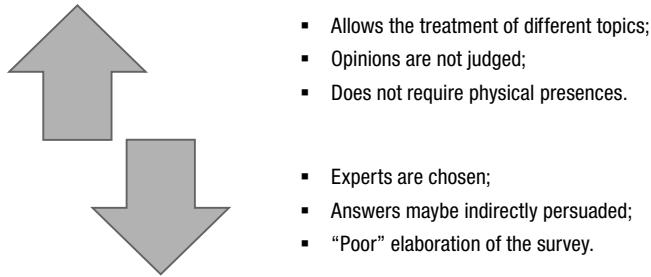 ▪ Allows the treatment of different topics;
▪ Opinions are not judged;
▪ Does not require physical presences.
▪ Experts are chosen;
▪ Answers maybe indirectly persuaded;
▪ “Poor” elaboration of the survey.